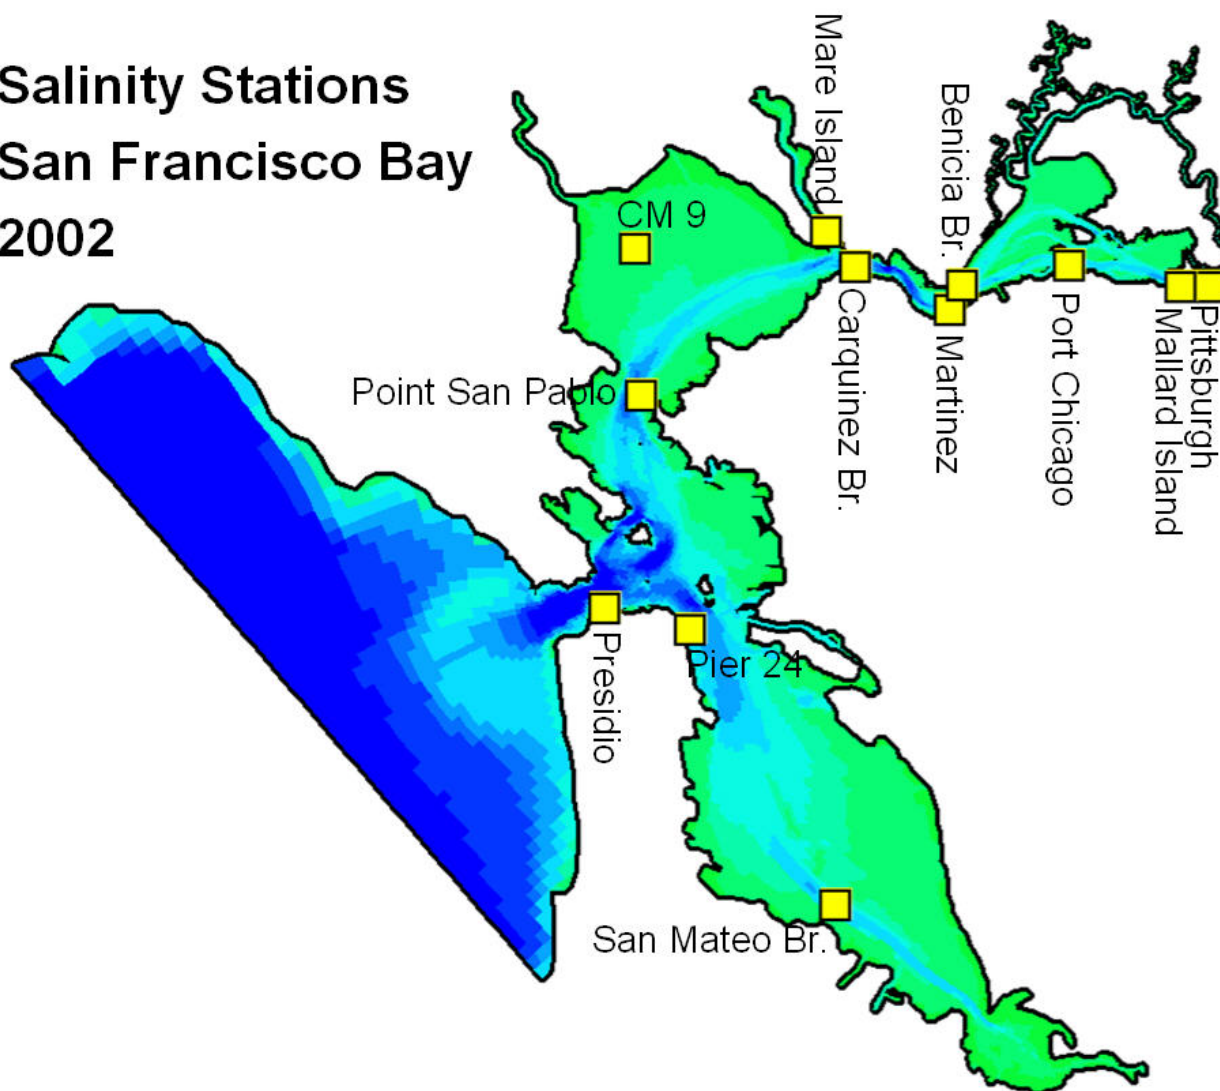 Salinity Stations
San Francisco Bay
2002
Mare Island
Benicia Br.
CM 9
Carquinez Br.
Martinez
Port Chicago
Mallard Island
Pittsburgh
Point San Pablo
Presidio
Pier 24
San Mateo Br.